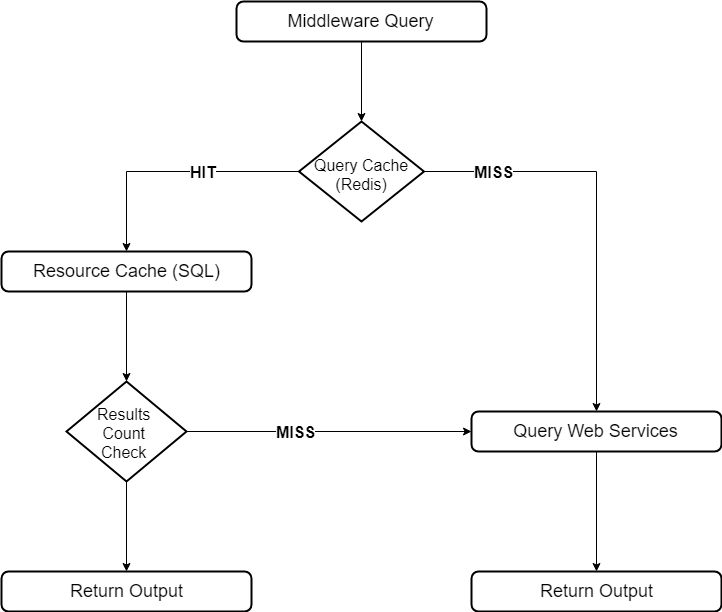 Middleware Query
Query Cache
(Redis)
HIT
MISS
Resource Cache (SQL)
Results
Count
Check
MISS
Query Web Services
Return Output
Return Output